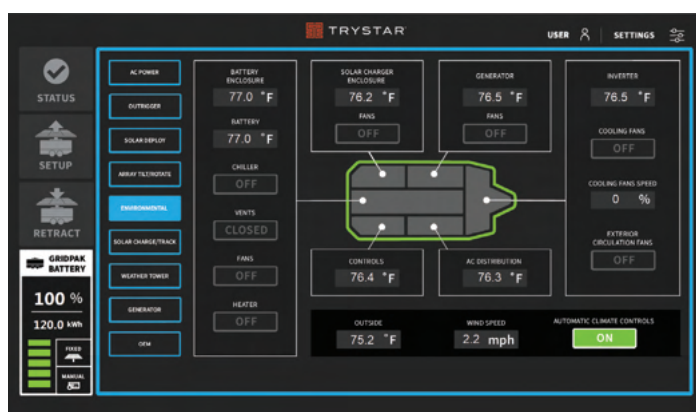 TRYSTAR
USER
SETTINGS
STATUS
SETUP
RETRACT
GRIDPAK
BATTERY
100 %
120.0 kWh
FIXED
MANUAL
AC POWER
OUTRIGGER
SOLAR DEPLOY
ARRAY TILT/ROTATE
ENVIRONMENTAL
SOLAR CHARGE/TRACK
WEATHER TOWER
GENERATOR
OEM
BATTERY
ENCLOSURE
77.0 °F
BATTERY
77.0 °F
CHILLER
OFF
VENTS
CLOSED
FANS
OFF
HEATER
OFF
SOLAR CHARGER
ENCLOSURE
76.2 °F
FANS
OFF
GENERATOR
76.5 °F
FANS
OFF
INVERTER
76.5 °F
COOLING FANS
OFF
COOLING FANS SPEED
0 %
EXTERIOR
CIRCULATION FANS
OFF
CONTROLS
76.4 °F
AC DISTRIBUTION
76.3 °F
OUTSIDE
75.2 °F
WIND SPEED
2.2 mph
AUTOMATIC CLIMATE CONTROLS
ON